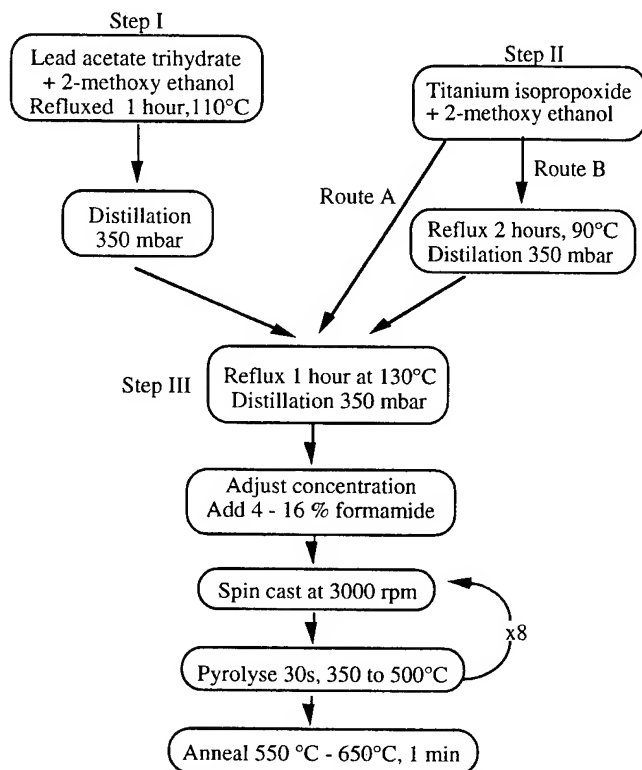 Step I
Lead acetate trihydrate
+ 2-methoxy ethanol
Refluxed 1 hour,110°C
Step II
Titanium isopropoxide
+ 2-methoxy ethanol
Route A
Route B
Distillation
350 mbar
Reflux 2 hours, 90°C
Distilation 350 mbar
Step III
Reflux 1 hour at 130°C
Distillation 350 mbar
Adjust concentration
Add 4 - 16 % formamide
Spin cast at 3000 rpm
x8
Pyrolyse 30s, 350 to 500°C
Anneal 550 °C - 650°C, 1 min